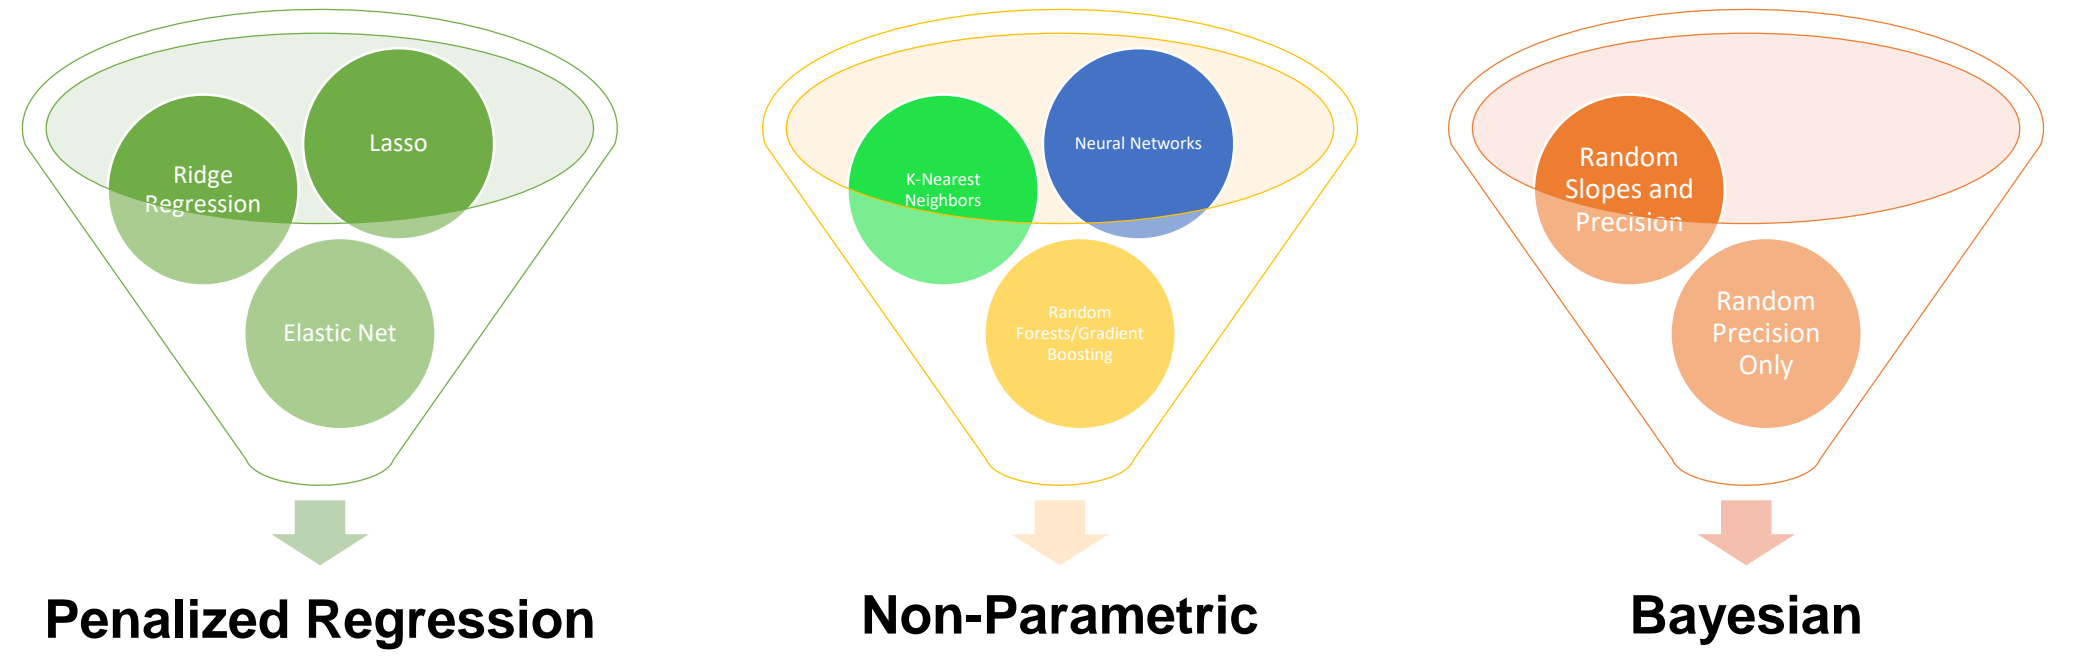 Ridge
Regression
Lasso
Elastic Net
Penalized Regression
K-Nearest
Neighbors
Neural Networks
Random
Forests/Gradient
Boosting
Non-Parametric
Random
Slopes and
Precision
Random
Precision
Only
Bayesian